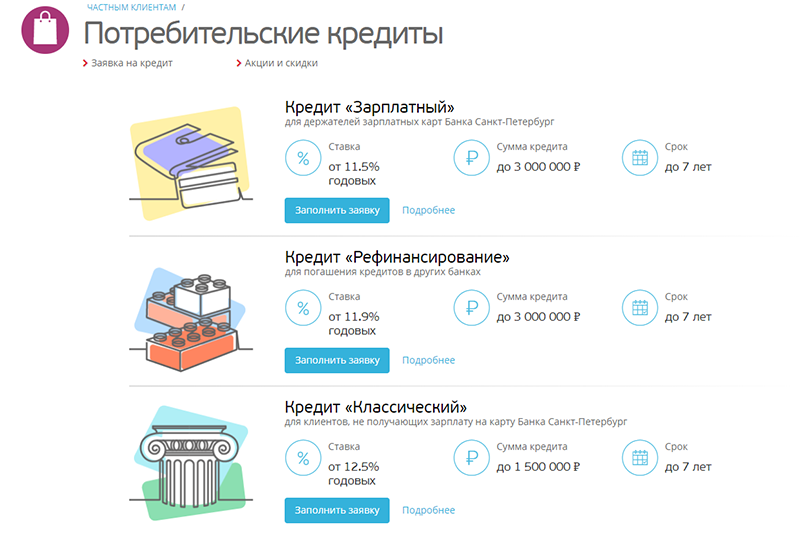 ЧАСТНЫМ КЛИЕНТАМ /
Потребительские кредиты
Заявка на кредит
Акции и скидки
Кредит «Зарплатный»
для держателей зарплатных карт Банка Санкт-Петербург
Ставка
от 11.5%
годовых
Сумма кредита
до 3 000 000 ₽
Срок
до 7 лет
Заполнить заявку
Подробнее
Кредит «Рефинансирование»
для погашения кредитов в других банках
Ставка
от 11.9%
годовых
Сумма кредита
до 3 000 000 ₽
Срок
до 7 лет
Заполнить заявку
Подробнее
Кредит «Классический»
для клиентов, не получающих зарплату на карту Банка Санкт-Петербург
Ставка
от 12.5%
годовых
Сумма кредита
до 1 500 000 ₽
Срок
до 7 лет
Заполнить заявку
Подробнее